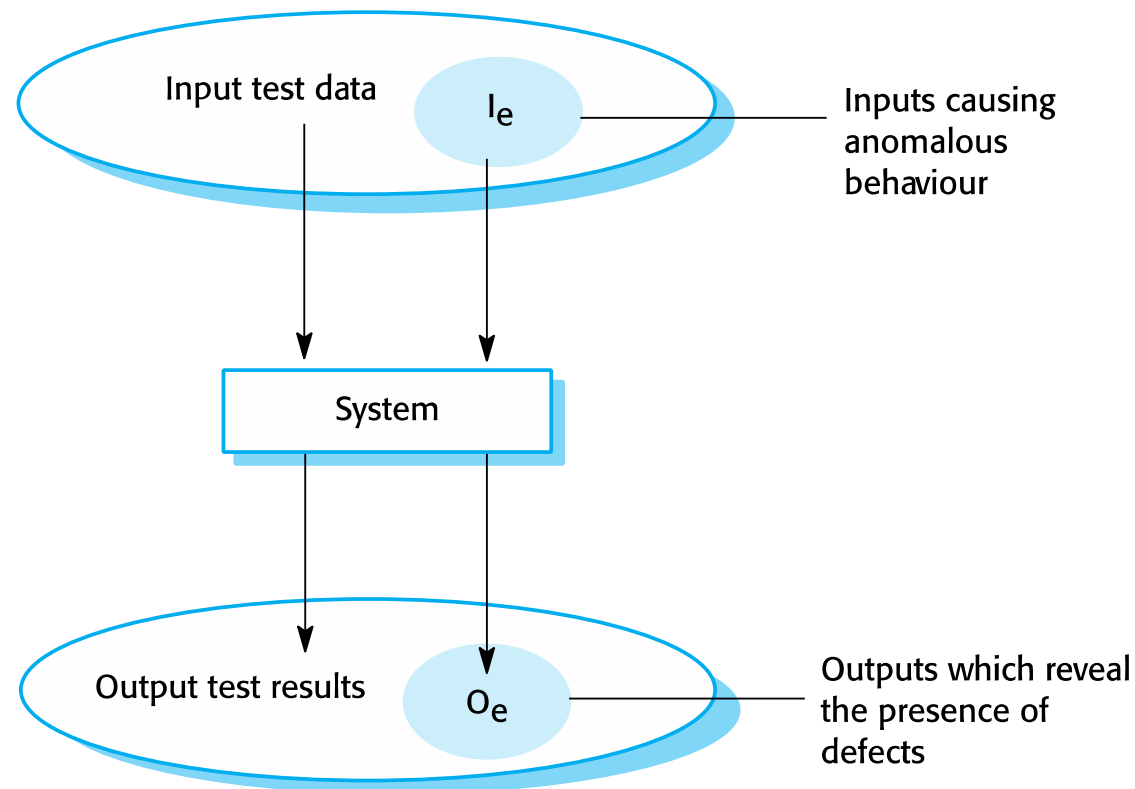 Input test data
Ie
Inputs causing
anomalous
behaviour
System
Output test results
Oe
Outputs which reveal
the presence of
defects